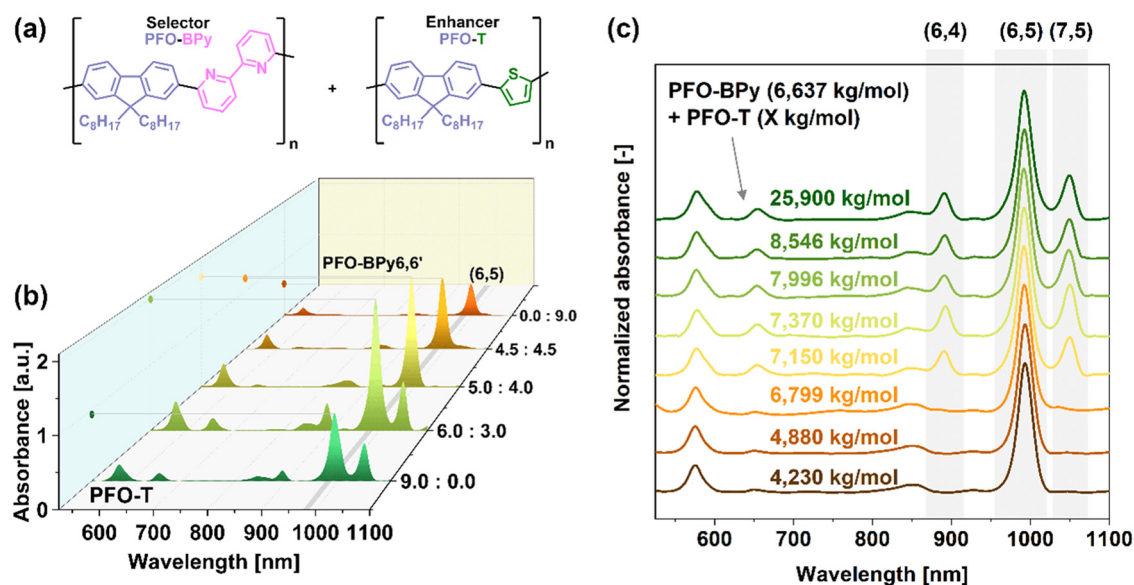 (a)
Selector
PFO-BPy
N
N
C8H17
C8H17
n
+
Enhancer
PFO-T
S
C8H17
C8H17
n
(b)
PFO-BPy6,6'
(6,5)
0.0 : 9.0
4.5 : 4.5
5.0 : 4.0
6.0 : 3.0
9.0 : 0.0
PFO-T
Absorbance [a.u.]
2
1
0
600
700
800
900
1000
1100
Wavelength [nm]
(c)
(6,4)
(6,5)
(7,5)
PFO-BPy (6,637 kg/mol)
+ PFO-T (X kg/mol)
25,900 kg/mol
8,546 kg/mol
7,996 kg/mol
7,370 kg/mol
7,150 kg/mol
6,799 kg/mol
4,880 kg/mol
4,230 kg/mol
Normalized absorbance [-]
600
700
800
900
1000
1100
Wavelength [nm]